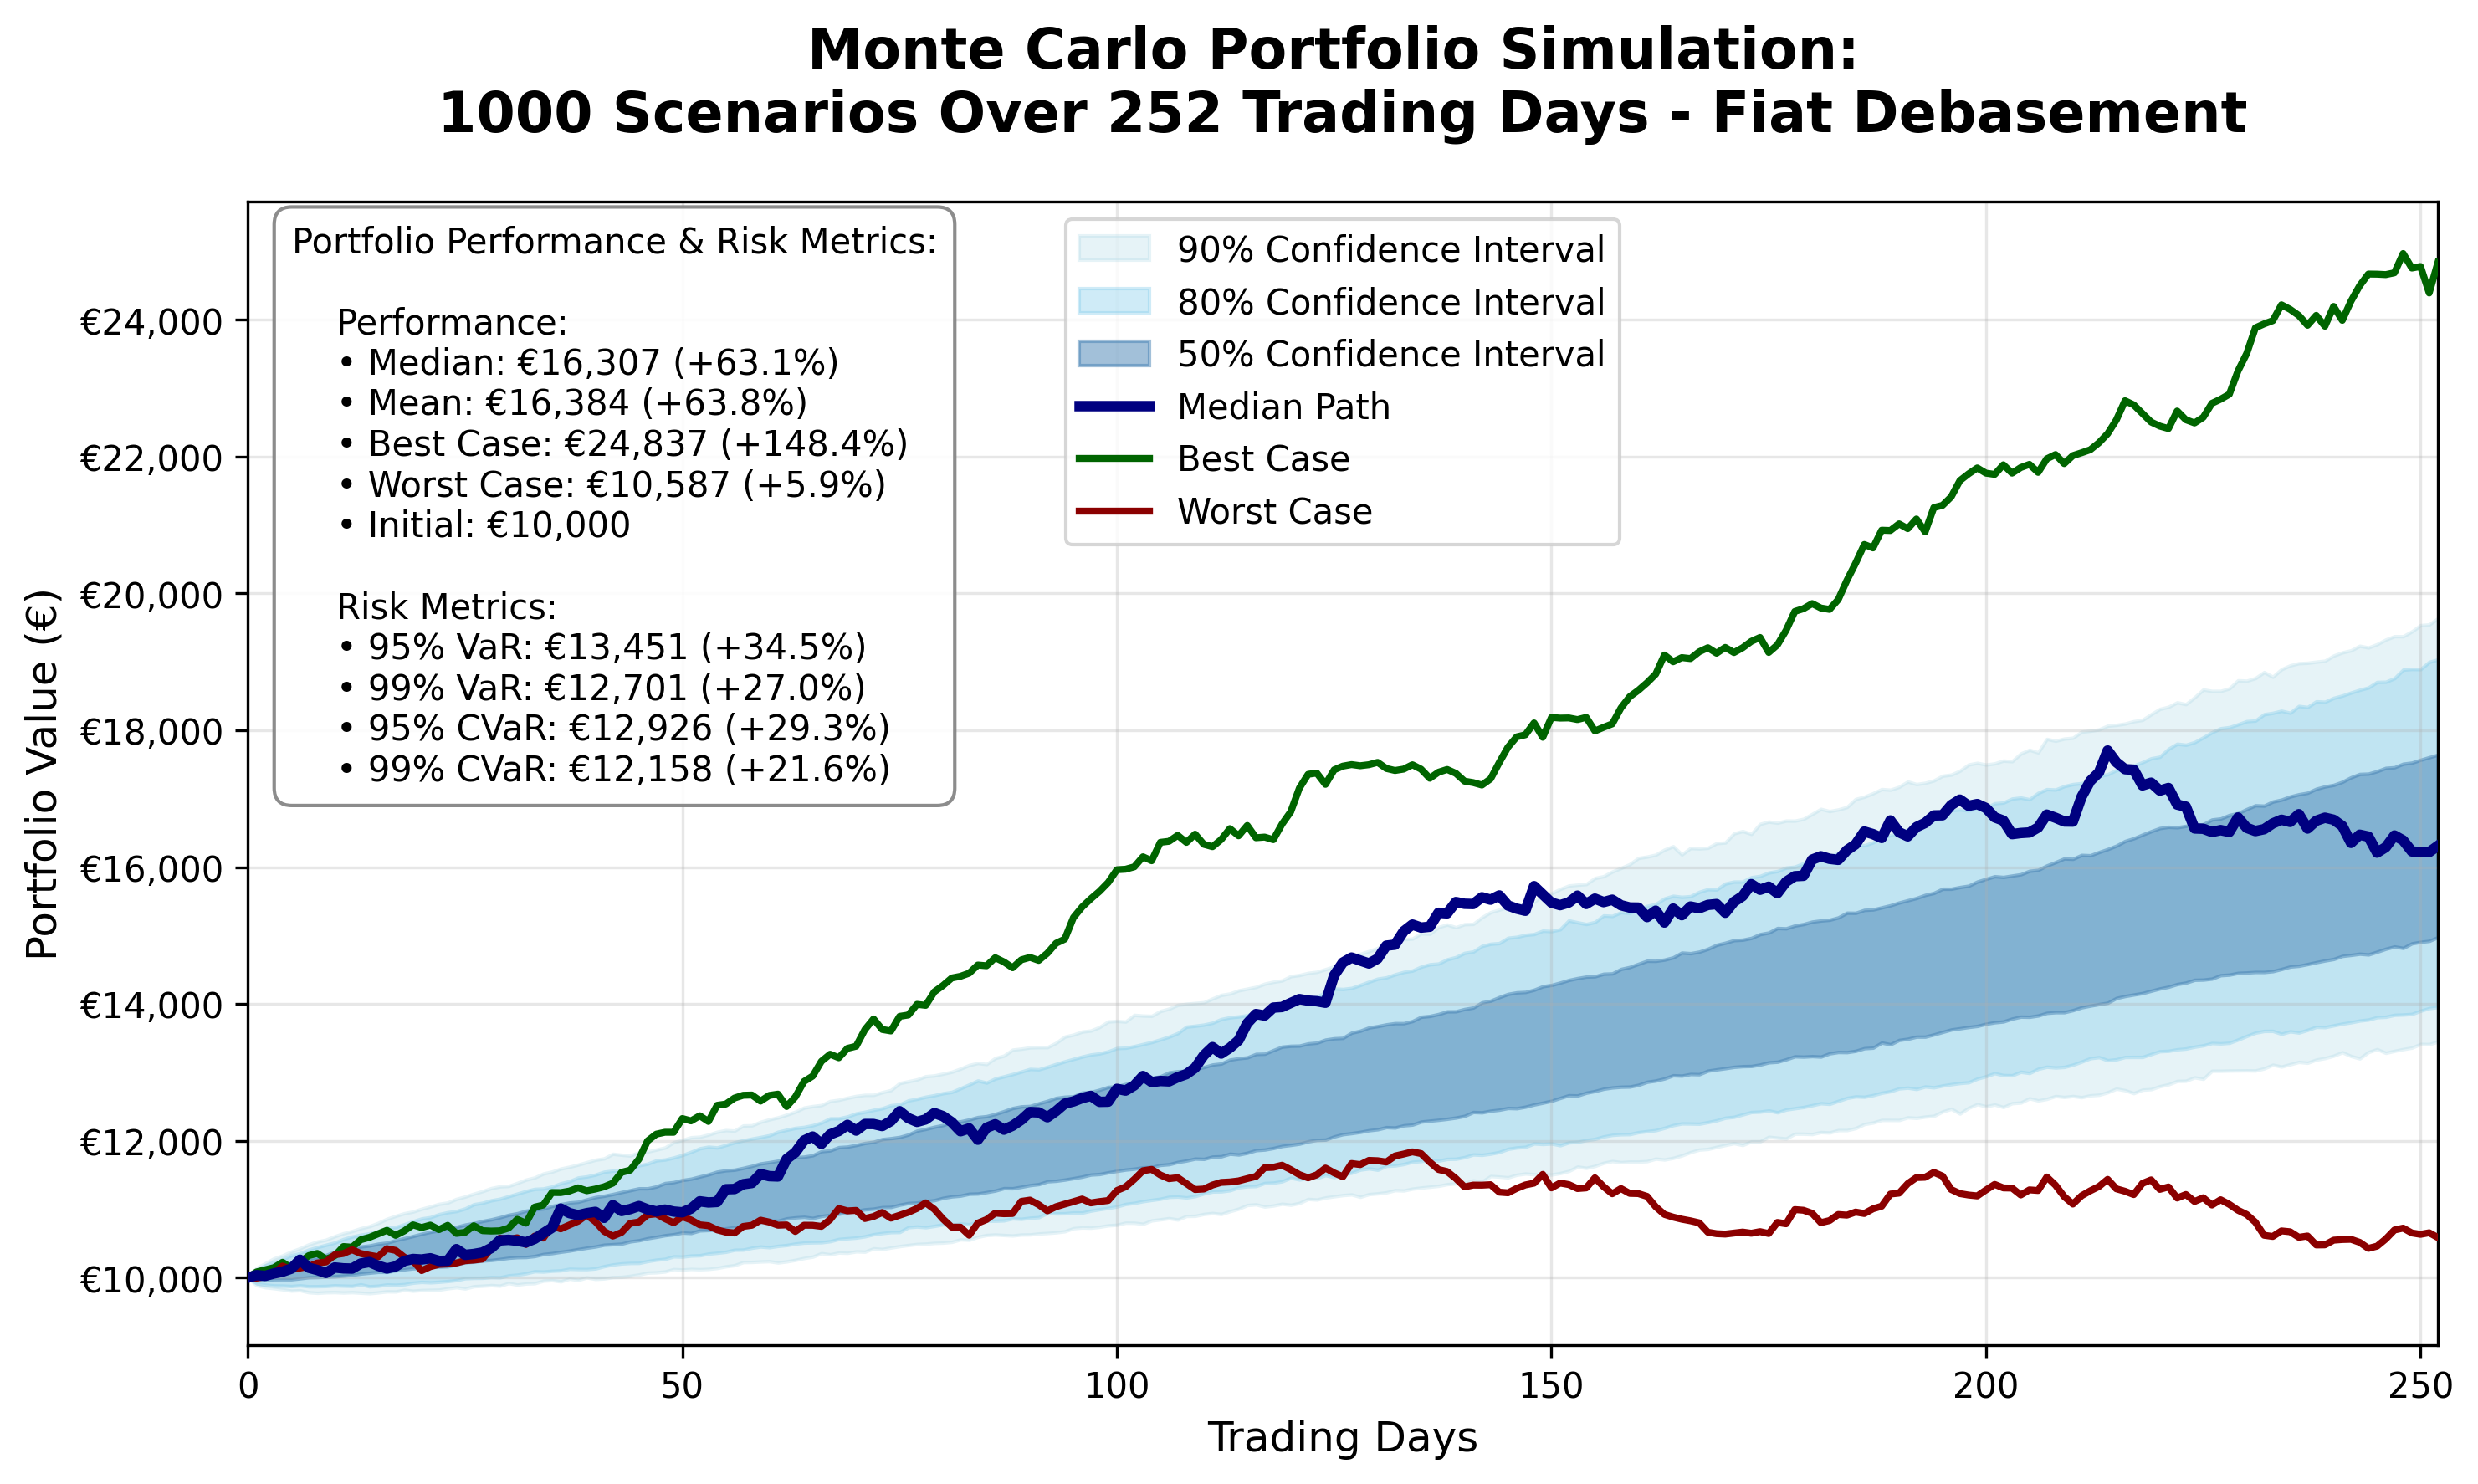 Monte Carlo Portfolio Simulation:
1000 Scenarios Over 252 Trading Days - Fiat Debasement
Portfolio Performance & Risk Metrics:
Performance:
• Median: €16,307 (+63.1%)
• Mean: €16,384 (+63.8%)
• Best Case: €24,837 (+148.4%)
• Worst Case: €10,587 (+5.9%)
• Initial: €10,000
Risk Metrics:
• 95% VaR: €13,451 (+34.5%)
• 99% VaR: €12,701 (+27.0%)
• 95% CVaR: €12,926 (+29.3%)
• 99% CVaR: €12,158 (+21.6%)
90% Confidence Interval
80% Confidence Interval
50% Confidence Interval
Median Path
Best Case
Worst Case
Portfolio Value (€)
€24,000
€22,000
€20,000
€18,000
€16,000
€14,000
€12,000
€10,000
0
50
100
150
200
250
Trading Days